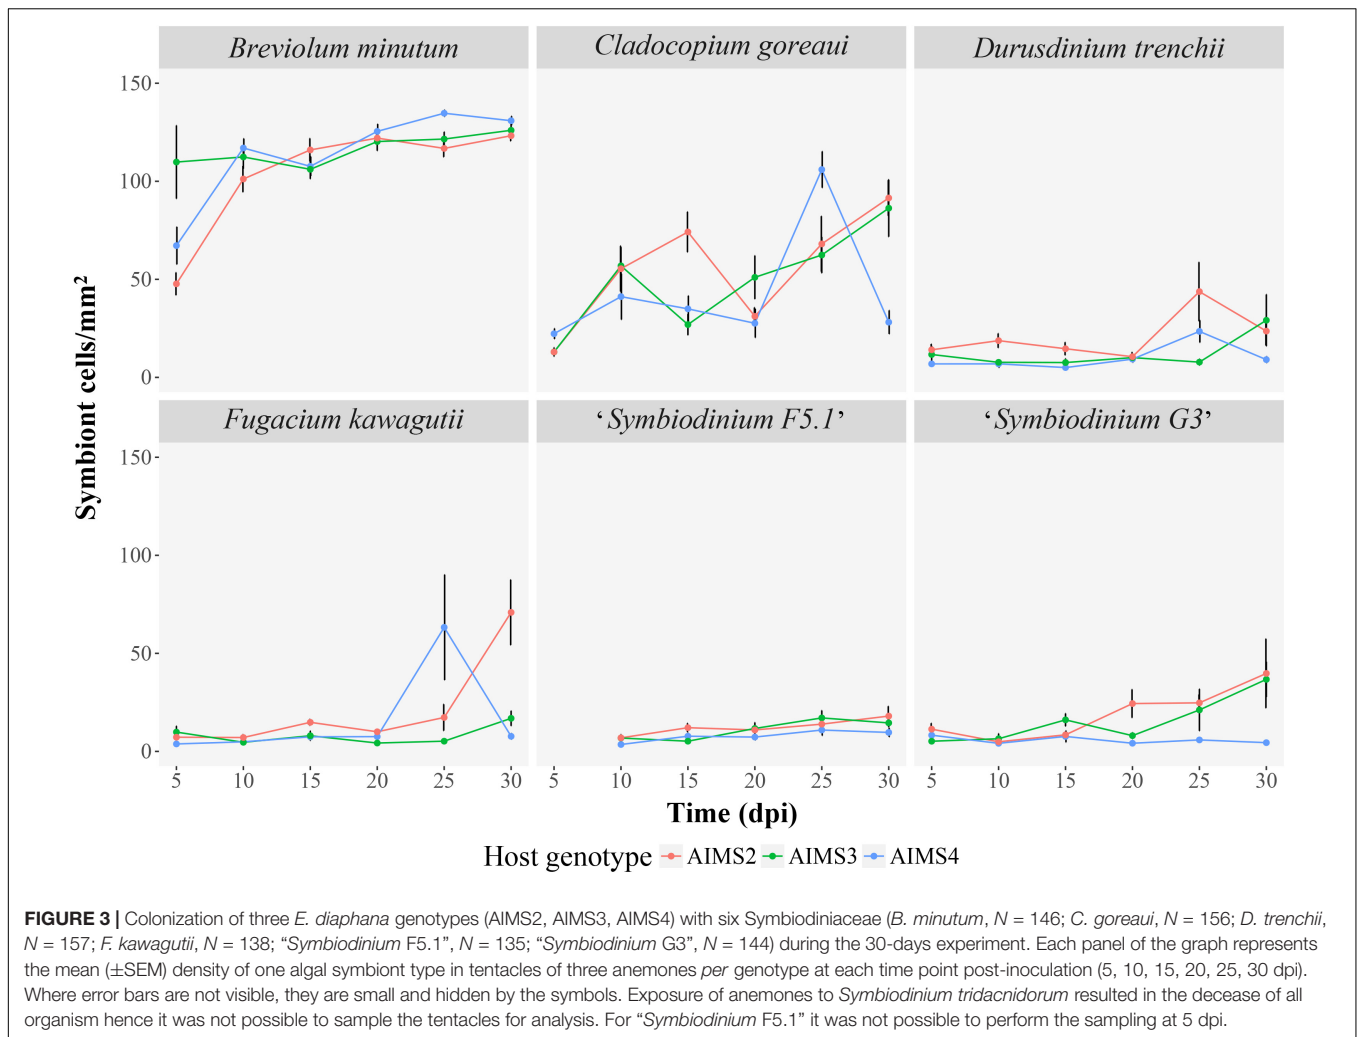 Breviolum minutum
Cladocopium goreaui
Durusdinium trenchii
150
100
50
0
Fugacium kawagutii
‘Symbiodinium F5.1’
‘Symbiodinium G3’
150
100
50
0
Symbiont cells/mm²
5 10 15 20 25 30
5 10 15 20 25 30
5 10 15 20 25 30
Time (dpi)
Host genotype AIMS2 AIMS3 AIMS4
FIGURE 3 | Colonization of three E. diaphana genotypes (AIMS2, AIMS3, AIMS4) with six Symbiodiniaceae (B. minutum, N = 146; C. goreaui, N = 156; D. trenchii,
N = 157; F. kawagutii, N = 138; “Symbiodinium F5.1”, N = 135; “Symbiodinium G3”, N = 144) during the 30-days experiment. Each panel of the graph represents
the mean (±SEM) density of one algal symbiont type in tentacles of three anemones per genotype at each time point post-inoculation (5, 10, 15, 20, 25, 30 dpi).
Where error bars are not visible, they are small and hidden by the symbols. Exposure of anemones to Symbiodinium tridacnidorum resulted in the decease of all
organism hence it was not possible to sample the tentacles for analysis. For “Symbiodinium F5.1” it was not possible to perform the sampling at 5 dpi.